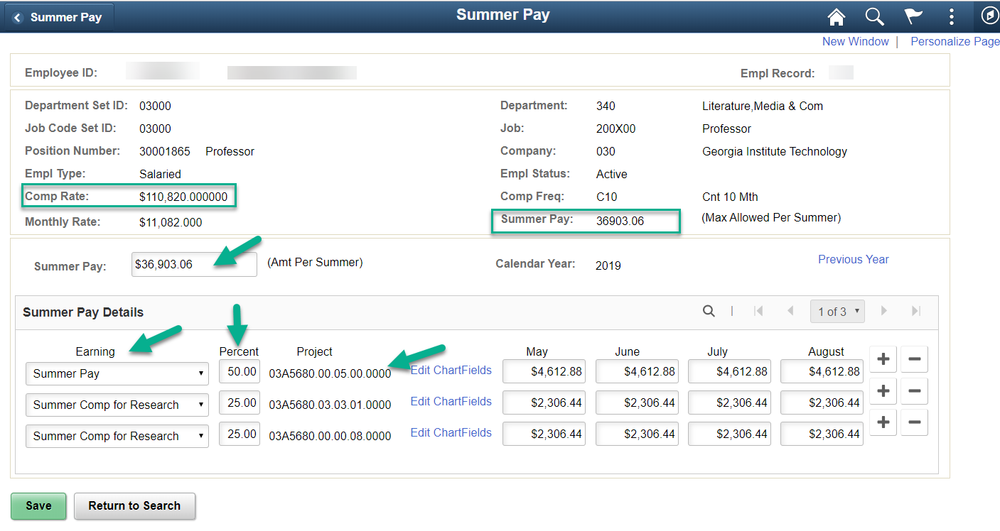 Summer Pay
Summer Pay
New Window | Personalize Page
Employee ID: Empl Record:
Department Set ID: 03000 Department: 340 Literature,Media & Com
Job Code Set ID: 03000 Job: 200X00 Professor
Position Number: 30001865 Professor Company: 030 Georgia Institute Technology
Empl Type: Salaried Empl Status: Active
Comp Rate: $110,820.000000 Comp Freq: C10 Cnt 10 Mth
Monthly Rate: $11,082.000 Summer Pay: 36903.06 (Max Allowed Per Summer)
Summer Pay: $36,903.06 (Amt Per Summer) Calendar Year: 2019 Previous Year
Summer Pay Details 1 of 3
Earning Percent Project May June July August
Summer Pay 50.00 03A5680.00.05.00.0000 Edit ChartFields $4,612.88 $4,612.88 $4,612.88 $4,612.88
Summer Comp for Research 25.00 03A5680.03.03.01.0000 Edit ChartFields $2,306.44 $2,306.44 $2,306.44 $2,306.44
Summer Comp for Research 25.00 03A5680.00.00.08.0000 Edit ChartFields $2,306.44 $2,306.44 $2,306.44 $2,306.44
Save Return to Search